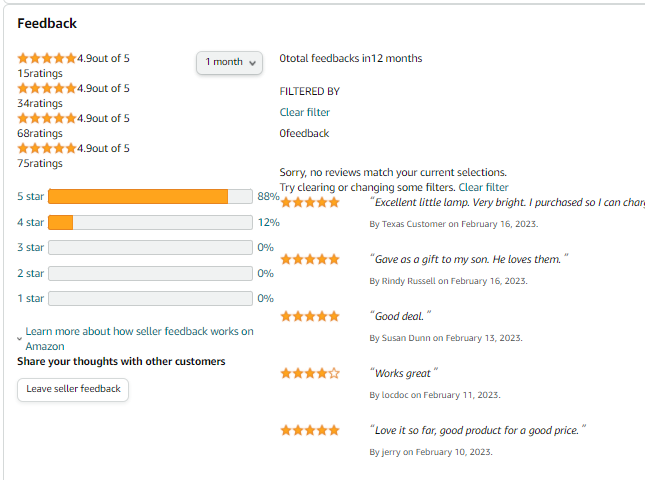 Feedback
4.9out of 5
15ratings
4.9out of 5
34ratings
4.9out of 5
68ratings
4.9out of 5
75ratings
1 month
5 star 88%
4 star 12%
3 star 0%
2 star 0%
1 star 0%
Learn more about how seller feedback works on
Amazon
Share your thoughts with other customers
Leave seller feedback
0total feedbacks in12 months
FILTERED BY
Clear filter
0feedback
Sorry, no reviews match your current selections.
Try clearing or changing some filters. Clear filter
“Excellent little lamp. Very bright. I purchased so I can
By Texas Customer on February 16, 2023.
“Gave as a gift to my son. He loves them.”
By Rindy Russell on February 16, 2023.
“Good deal.”
By Susan Dunn on February 13, 2023.
“Works great”
By locdoc on February 11, 2023.
“Love it so far, good product for a good price.”
By jerry on February 10, 2023.